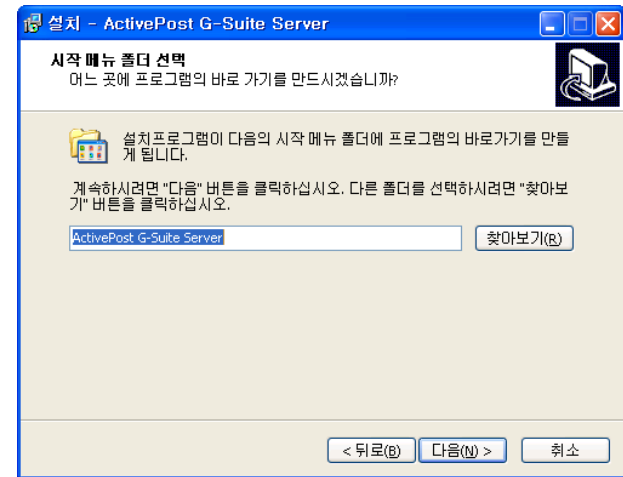 설치 - ActivePost G-Suite Server
시작 메뉴 폴더 선택
어느 곳에 프로그램의 바로 가기를 만드시겠습니까?
설치프로그램이 다음의 시작 메뉴 폴더에 프로그램의 바로가기를 만들
게 됩니다.
계속하시려면 "다음" 버튼을 클릭하십시오. 다른 폴더를 선택하시려면 "찾아보
기" 버튼을 클릭하십시오.
ActivePost G-Suite Server
찾아보기(R)
< 뒤로(B)
다음(N) >
취소